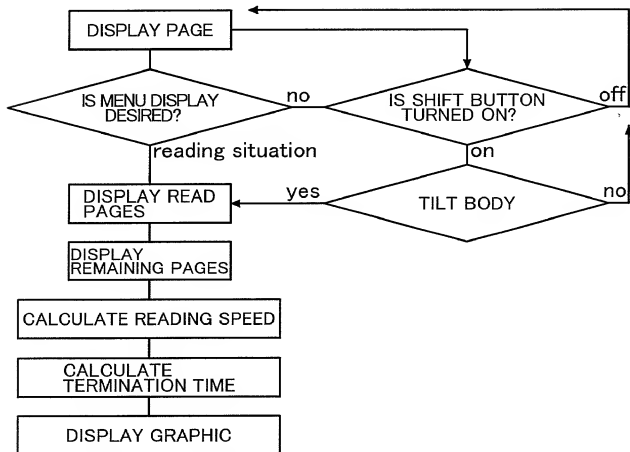 DISPLAY PAGE
IS MENU DISPLAY
DESIRED?
no
IS SHIFT BUTTON
TURNED ON?
off
reading situation
on
DISPLAY READ
PAGES
yes
TILT BODY
no
DISPLAY
REMAINING PAGES
CALCULATE READING SPEED
CALCULATE
TERMINATION TIME
DISPLAY GRAPHIC